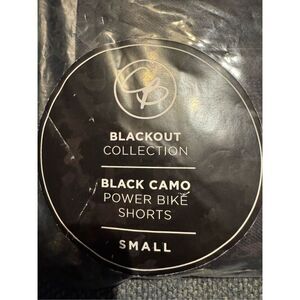 BLACKOUT
COLLECTION
BLACK CAMO
POWER BIKE
SHORTS
SMALL